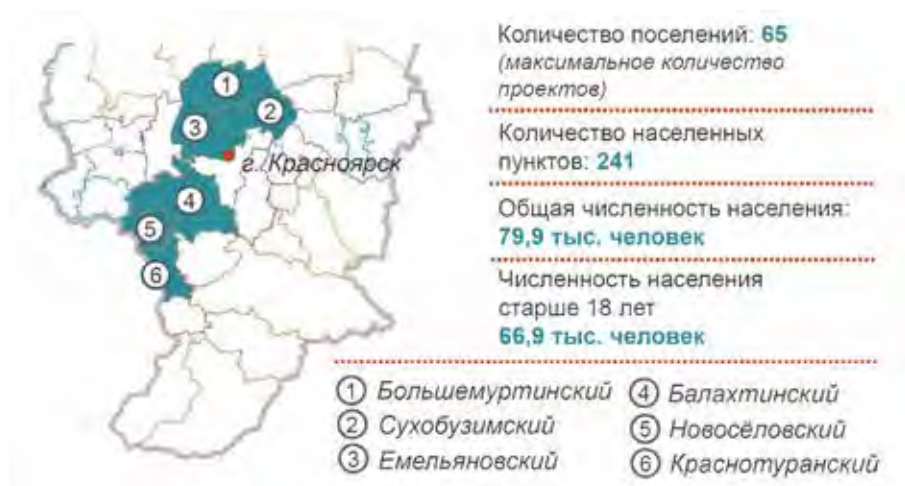 Количество поселений: 65
(максимальное количество
проектов)
Количество населенных
пунктов: 241
Общая численность населения:
79,9 тыс. человек
Численность населения
старше 18 лет
66,9 тыс. человек
1
2
3
г. Красноярск
4
5
6
1 Большемуртинский
2 Сухобузимский
3 Емельяновский
4 Балахтинский
5 Новосёловский
6 Краснотуранский